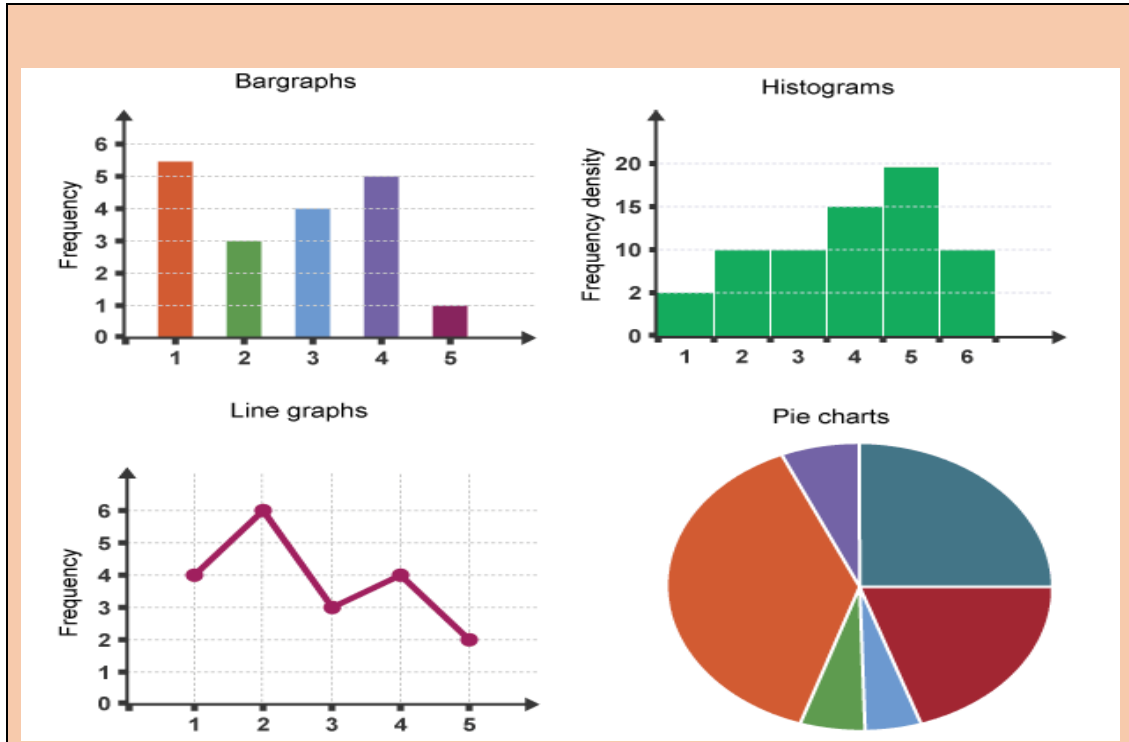 Bargraphs
Frequency
6
5
4
3
2
1
0
1 2 3 4 5
Histograms
Frequency density
20
15
10
2
0
1 2 3 4 5 6
Line graphs
Frequency
6
5
4
3
2
1
0
1 2 3 4 5
Pie charts